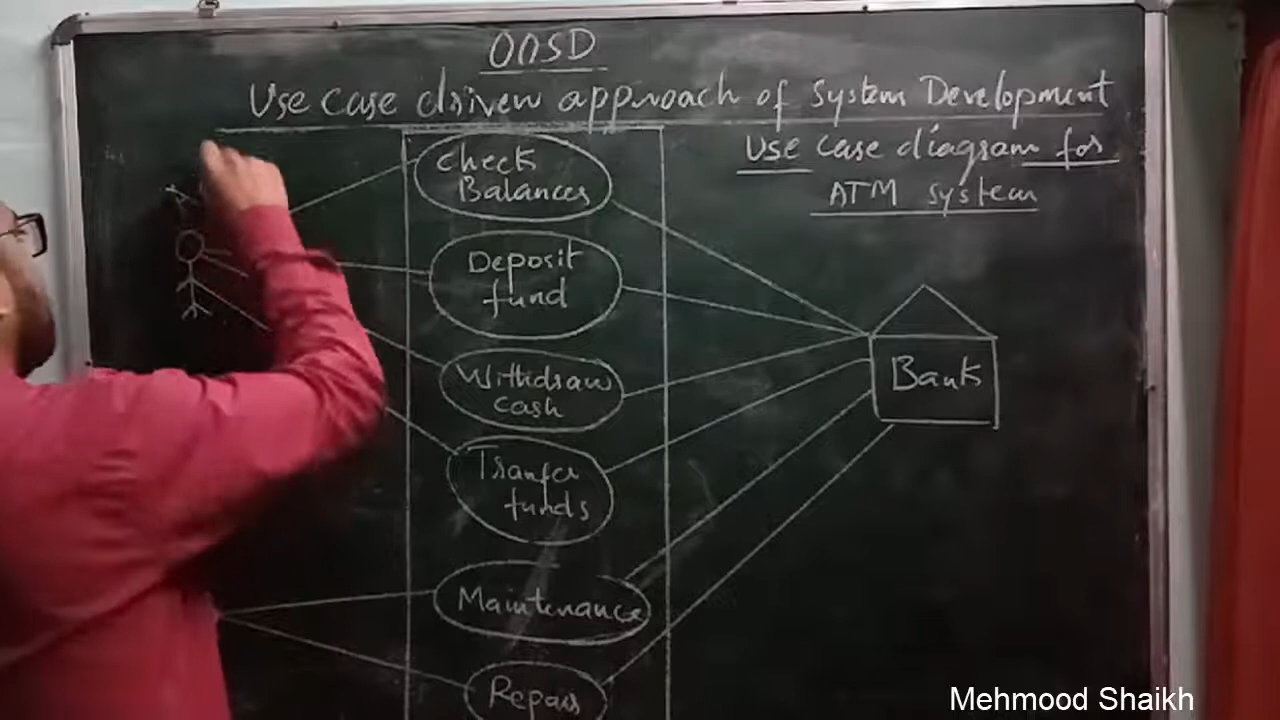 OOSD
Use case driven approach of System Development
Use case diagram for
ATM system
Check
Balances
Deposit
fund
Withdraw
cash
Tranfer
funds
Maintenance
Repair
Bank
Mehmood Shaikh